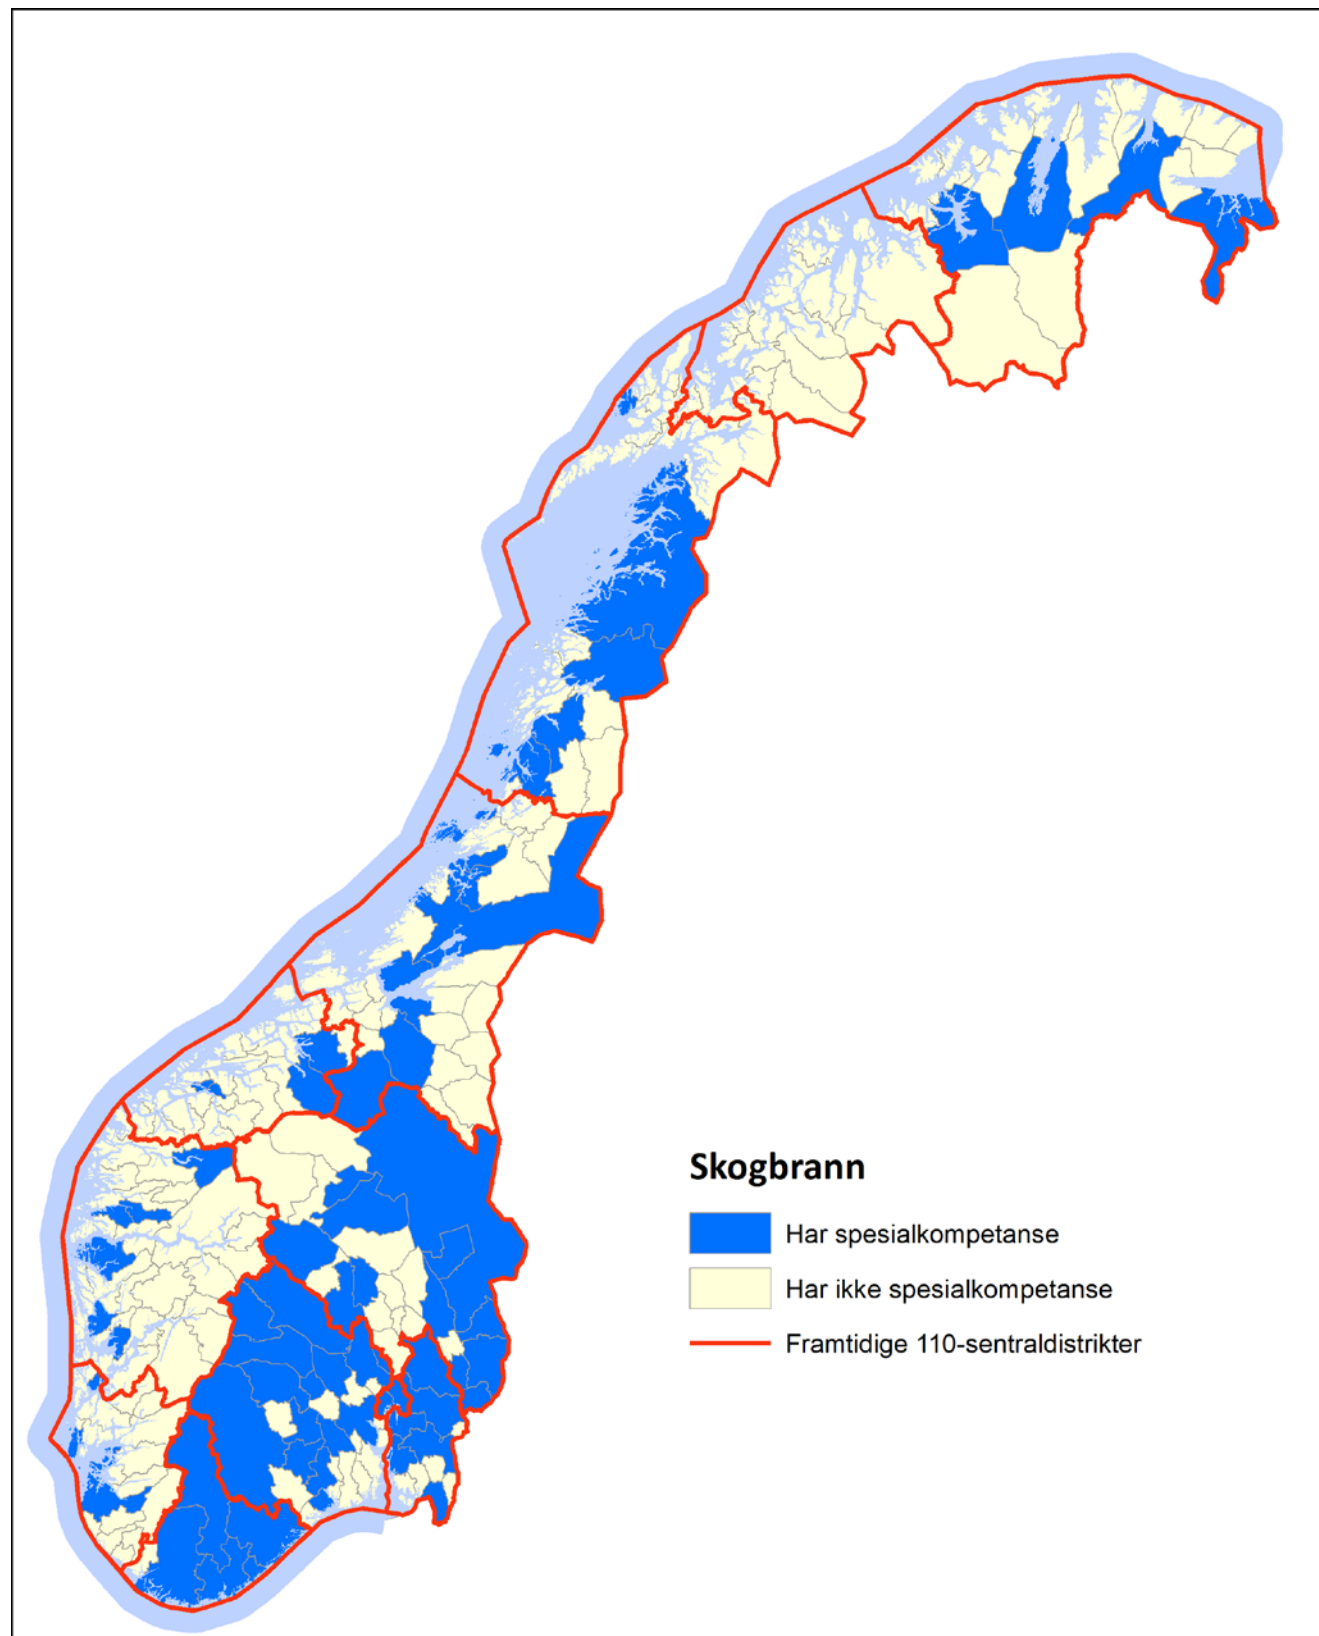 Skogbrann
Har spesialkompetanse
Har ikke spesialkompetanse
Framtidige 110-sentraldistrikter